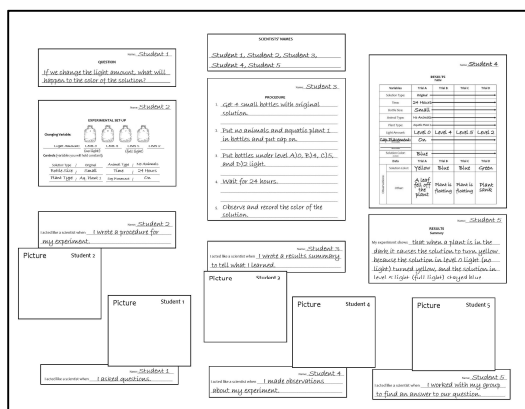 SCIENTISTS' NAMES
Student 1, Student 2, Student 3,
Student 4, Student 5
Name: Student 1
QUESTION
If we change the light amount, what will
happen to the color of the solution?
Name: Student 2
EXPERIMENTAL SET-UP
Changing Variable:
Light Amount:
(no light) (full light)
Solution Type / Original Animal Type / No Animals
Bottle Size / Small Time / 24 Hours
Plant Type / Aq. Plant 1 Cap Placement / On
Name: Student 2
I acted like a scientist when I wrote a procedure for
my experiment.
Picture
Student 2
Picture Student 1
Name: Student 1
I acted like a scientist when I asked questions.
Name: Student 3
PROCEDURE
1. Get 4 small bottles with original
solution.
2. Put no animals and aquatic plant 1
in bottles and put cap on.
3. Put bottles under level A)0, B)4, C)5,
and D)2 light.
4. Wait for 24 hours.
5. Observe and record the color of the
solution.
Name: Student 3
I acted like a scientist when I wrote a results summary
to tell what I learned.
Picture Student 3
Picture Student 4
Name: Student 4
I acted like a scientist when I made observations
about my experiment.
Name: Student 4
RESULTS
Table
Variables Trial A Trial B Trial C Trial D
Solution Type Original
Time 24 Hours
Bottle Size Small
Animal Type No Animals
Plant Type Aquatic Plant 1
Light Amount Level 0 Level 4 Level 5 Level 2
Cap Placement On
Blue
Data Trial A Trial B Trial C Trial D
Solution Color Yellow Blue Blue Green
Other A leaf fell off the plant Plant is floating Plant is floating Plant sank
Name: Student 5
RESULTS
Summary
My experiment shows that when a plant is in the
dark it causes the solution to turn yellow
because the solution in level 0 light (no
light) turned yellow, and the solution in
level 5 light (full light) stayed blue
Picture Student 5
Name: Student 5
I acted like a scientist when I worked with my group
to find an answer to our question.